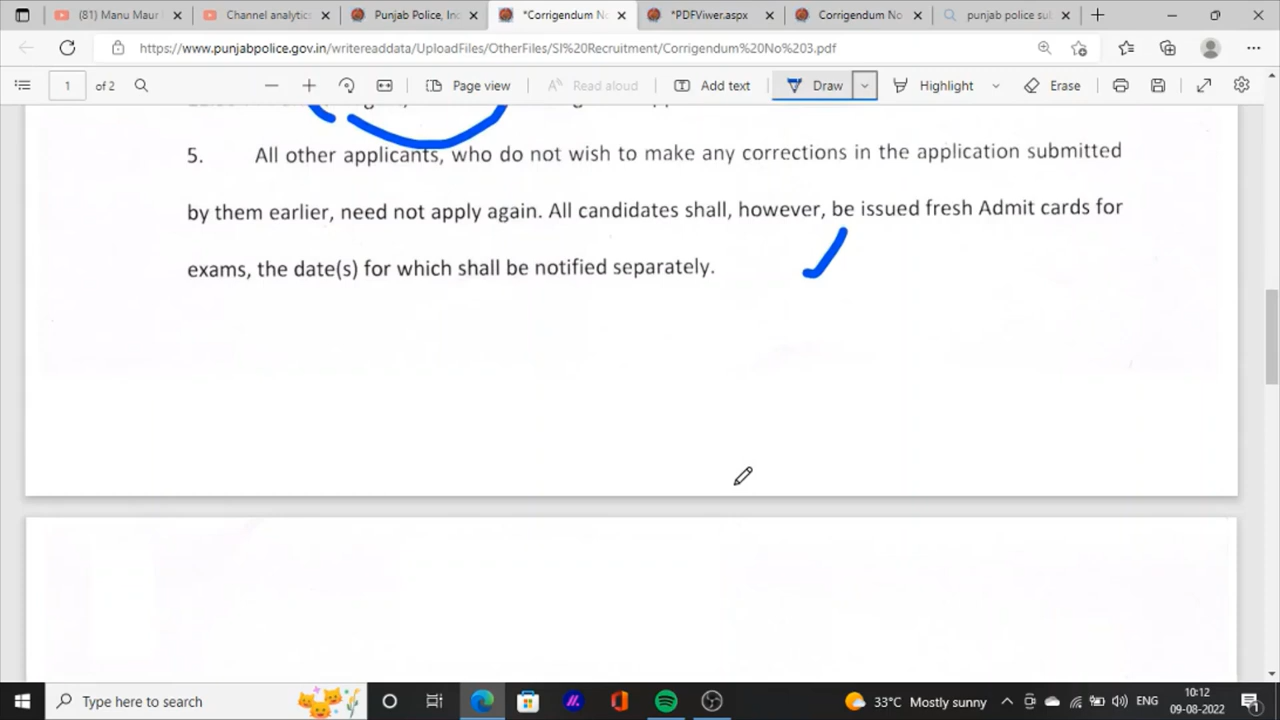 (81) Manu Maur
Channel analytic
Punjab Police, In
*Corrigendum N
*PDFViwer.aspx
Corrigendum No
punjab police su
https://www.punjabpolice.gov.in/writereaddata/UploadFiles/OtherFiles/SI%20Recruitment/Corrigendum%20No%203.pdf
1 of 2
Page view
Read aloud
Add text
Draw
Highlight
Erase
5. All other applicants, who do not wish to make any corrections in the application submitted
by them earlier, need not apply again. All candidates shall, however, be issued fresh Admit cards for
exams, the date(s) for which shall be notified separately.
Type here to search
33°C Mostly sunny
ENG
10:12
09-08-2022
1